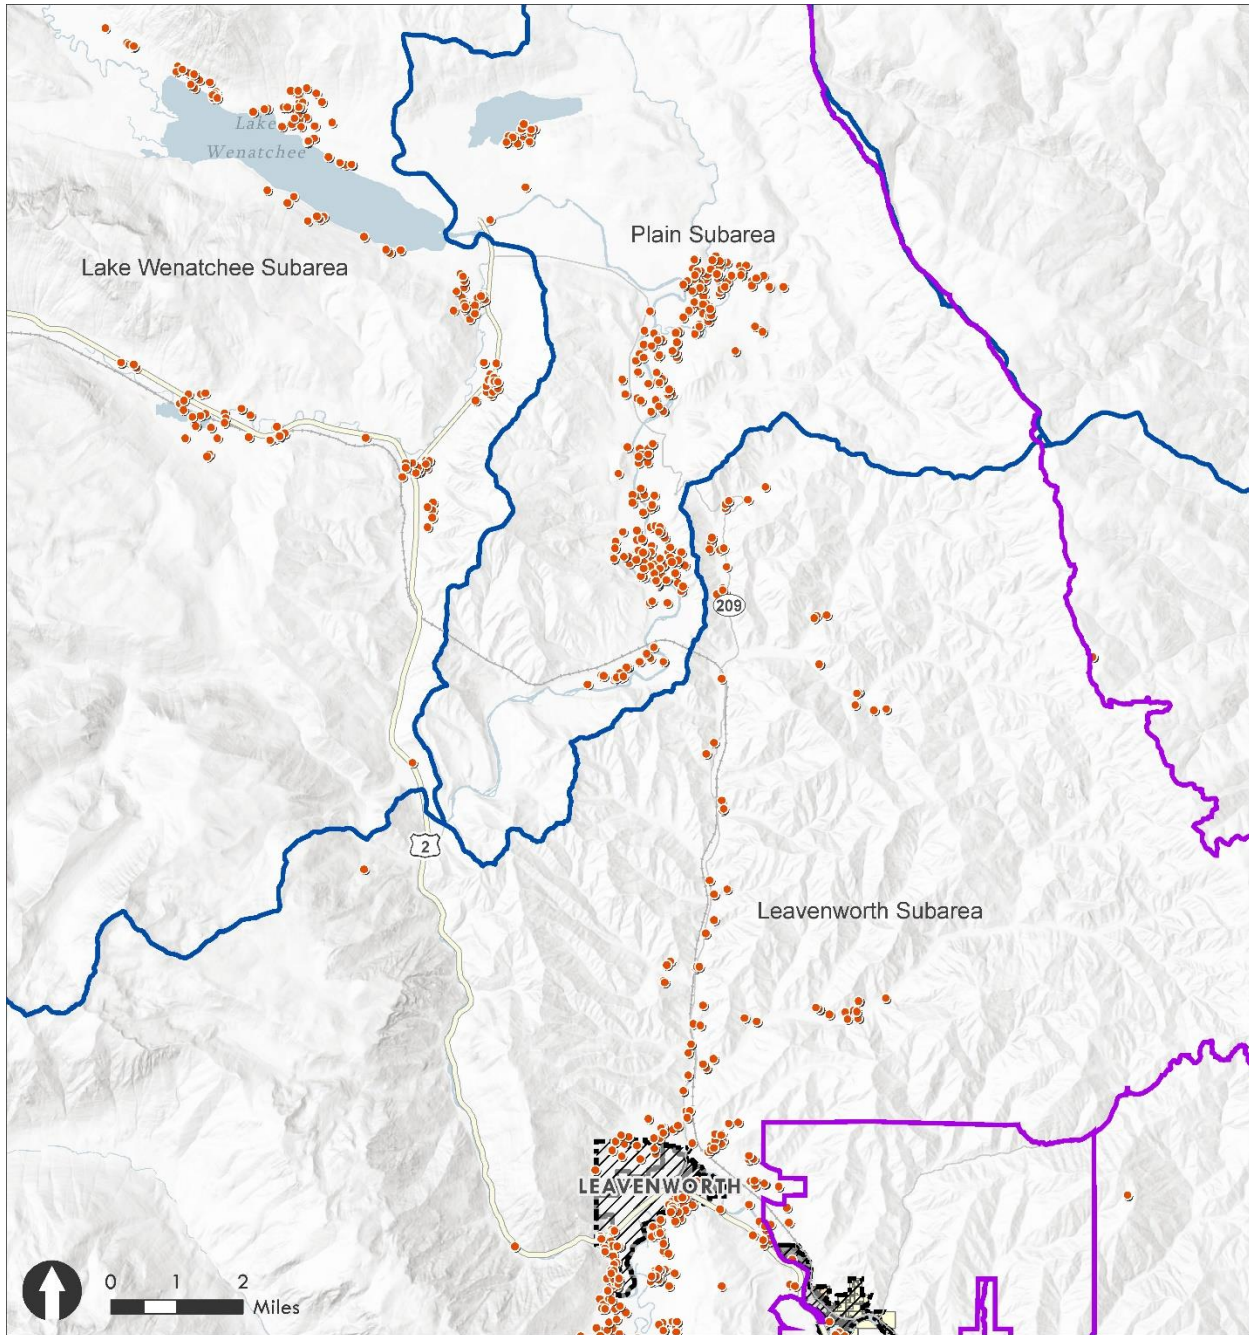 Lake
Wenatchee
Plain Subarea
Lake Wenatchee Subarea
209
2
Leavenworth Subarea
LEAVENWORTH
0 1 2
Miles